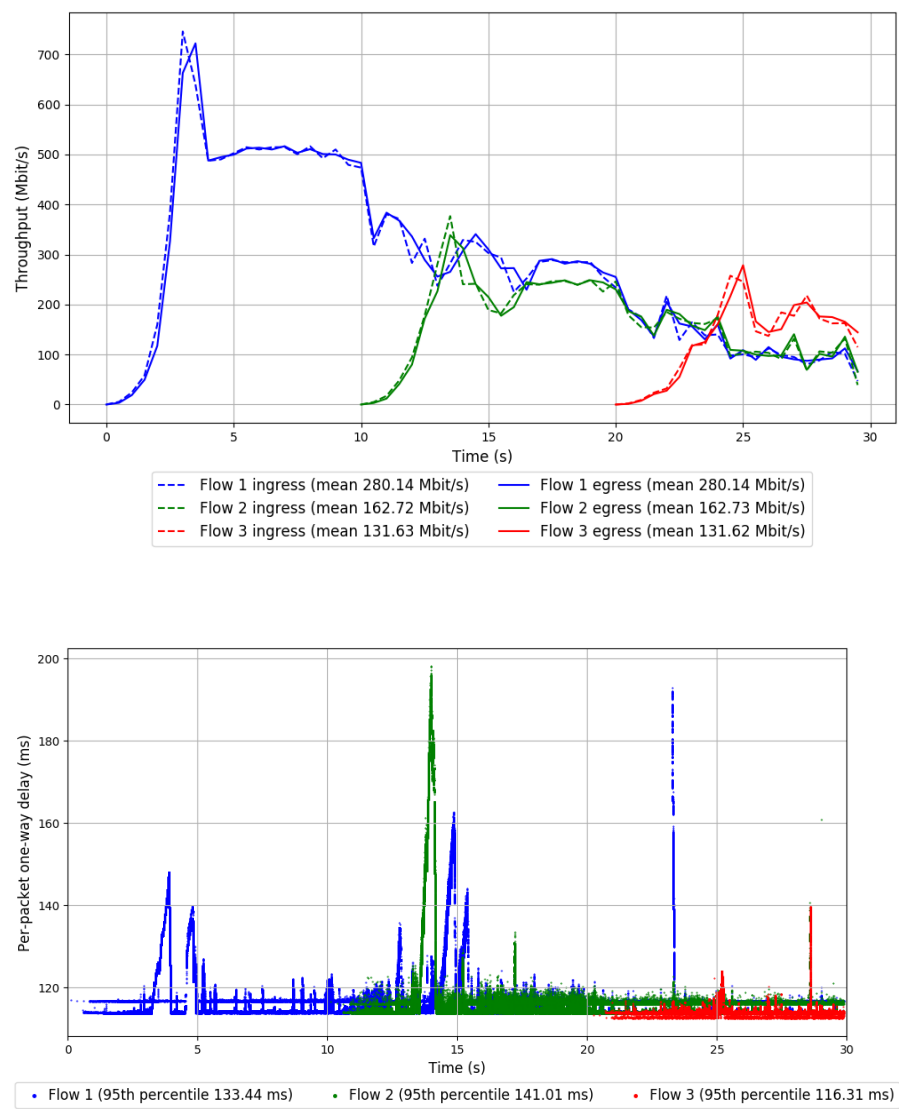 Throughput (Mbit/s)
700
600
500
400
300
200
100
0
0 5 10 15 20 25 30
Time (s)
Flow 1 ingress (mean 280.14 Mbit/s) Flow 1 egress (mean 280.14 Mbit/s)
Flow 2 ingress (mean 162.72 Mbit/s) Flow 2 egress (mean 162.73 Mbit/s)
Flow 3 ingress (mean 131.63 Mbit/s) Flow 3 egress (mean 131.62 Mbit/s)
Per-packet one-way delay (ms)
200
180
160
140
120
0 5 10 15 20 25 30
Time (s)
Flow 1 (95th percentile 133.44 ms) Flow 2 (95th percentile 141.01 ms) Flow 3 (95th percentile 116.31 ms)